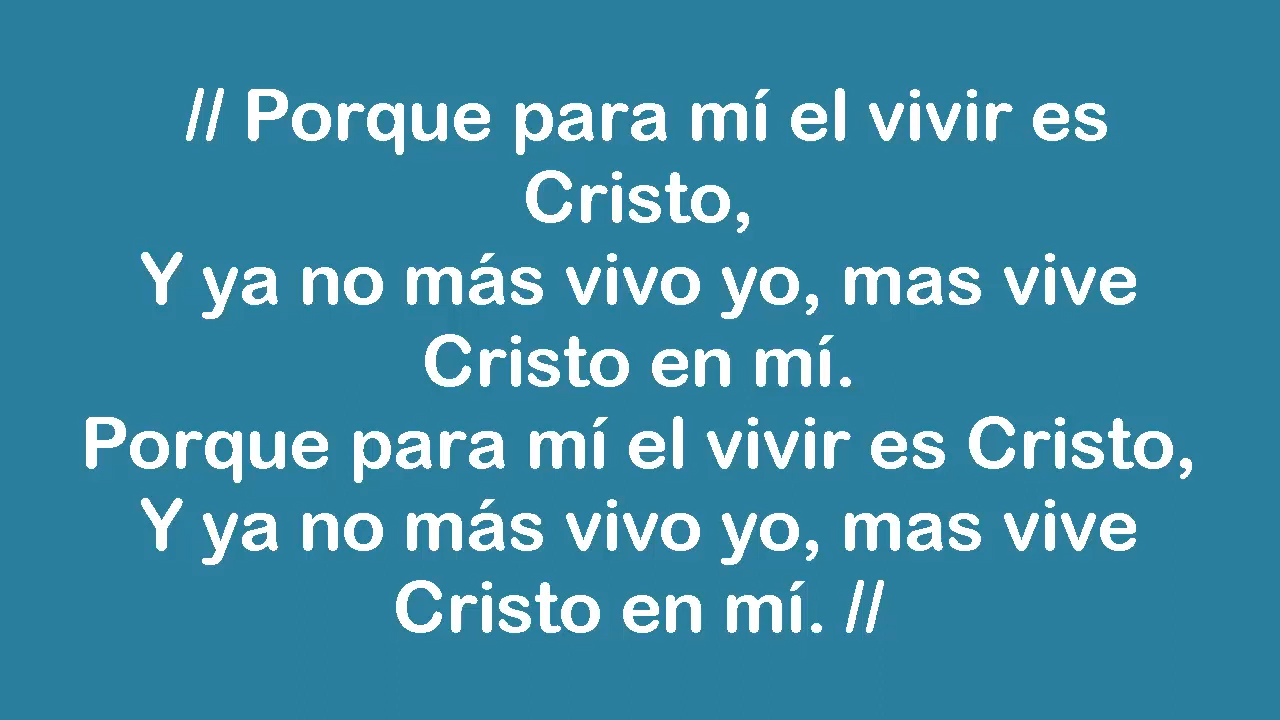 // Porque para mí el vivir es
Cristo,
Y ya no más vivo yo, mas vive
Cristo en mí.
Porque para mí el vivir es Cristo,
Y ya no más vivo yo, mas vive
Cristo en mí. //